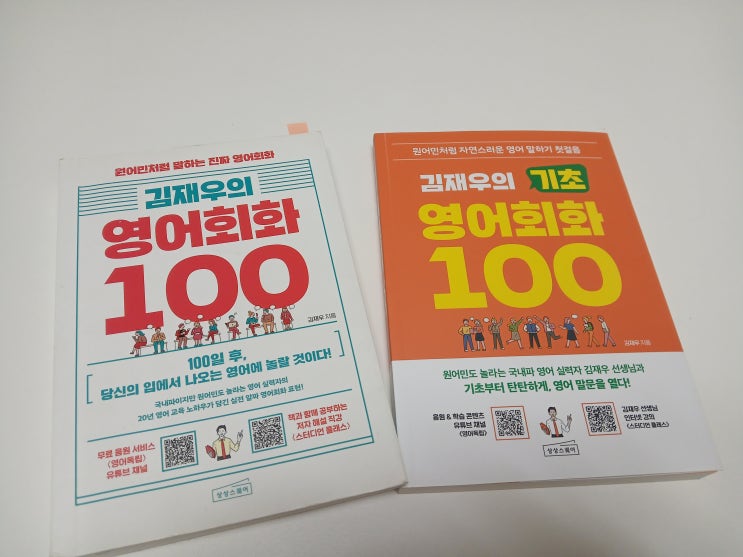 원어민처럼 말하는 진짜 영어회화
김재우의
영어회화
100
김재우 지음
100일 후,
당신의 입에서 나오는 영어에 놀랄 것이다!
국내파이지만 원어민도 놀라는 영어 실력자의
20년 영어 교육 노하우가 담긴 실전 알짜 영어회화 표현!
무료 음원 서비스
<영어독립>
유튜브 채널
책과 함께 공부하는
저자 해설 직강
<스터디언 클래스>
상상스퀘어
원어민처럼 자연스러운 영어 말하기 첫걸음
김재우의 기초
영어회화
100
김재우 지음
원어민도 놀라는 국내파 영어 실력자 김재우 선생님과
기초부터 탄탄하게, 영어 말문을 열다!
음원 & 학습 콘텐츠
유튜브 채널
<영어독립>
김재우 선생님
인터넷 강의
<스터디언 클래스>
상상스퀘어